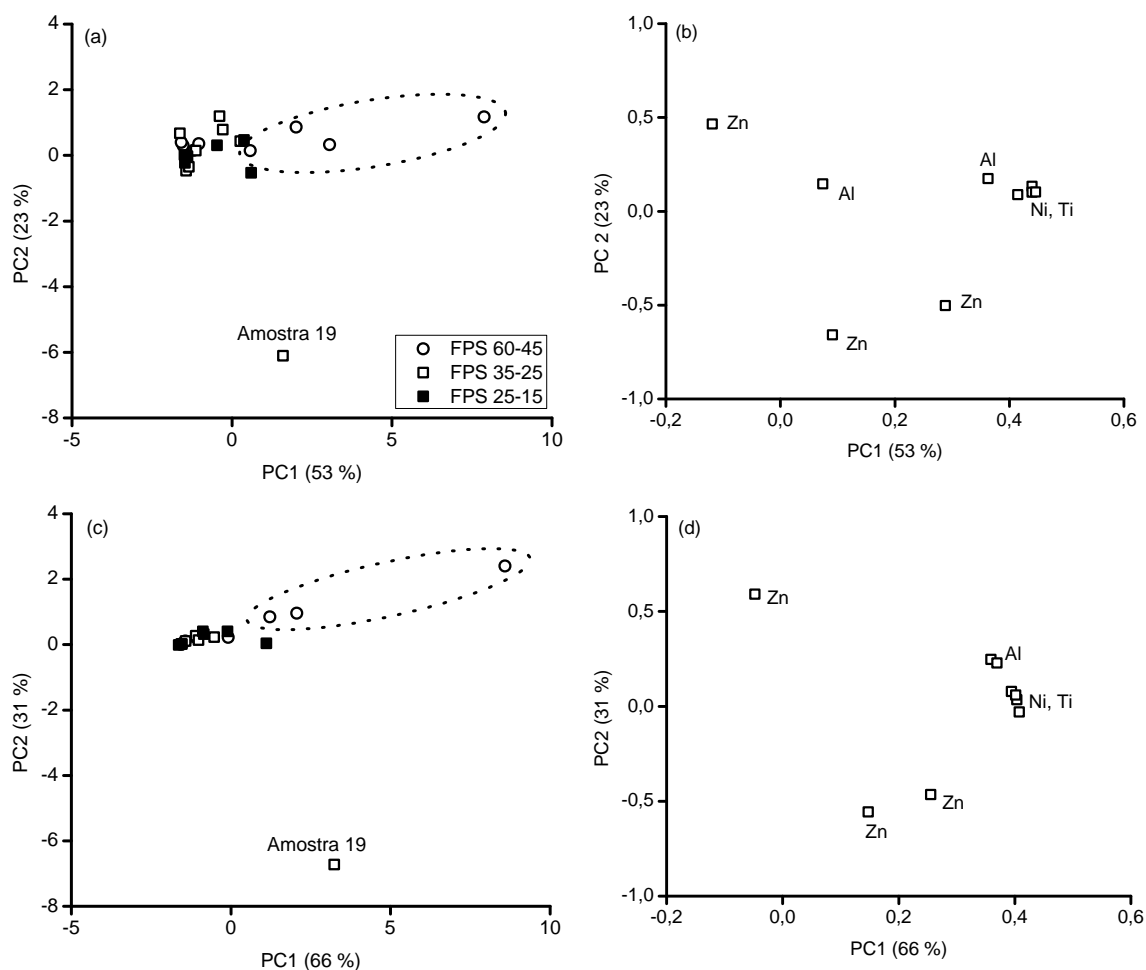 (a)
4
2
0
-2
-4
-6
-8
PC2 (23 %)
Amostra 19
FPS 60-45
FPS 35-25
FPS 25-15
-5
0
5
10
PC1 (53 %)
(b)
1,0
0,5
0,0
-0,5
-1,0
PC 2 (23 %)
Zn
Al
Al
Ni, Ti
Zn
Zn
-0,2
0,0
0,2
0,4
0,6
PC1 (53 %)
(c)
4
2
0
-2
-4
-6
-8
PC2 (31 %)
Amostra 19
-5
0
5
10
PC1 (66 %)
(d)
1,0
0,5
0,0
-0,5
-1,0
PC2 (31 %)
Zn
Al
Ni, Ti
Zn
Zn
-0,2
0,0
0,2
0,4
0,6
PC1 (66 %)